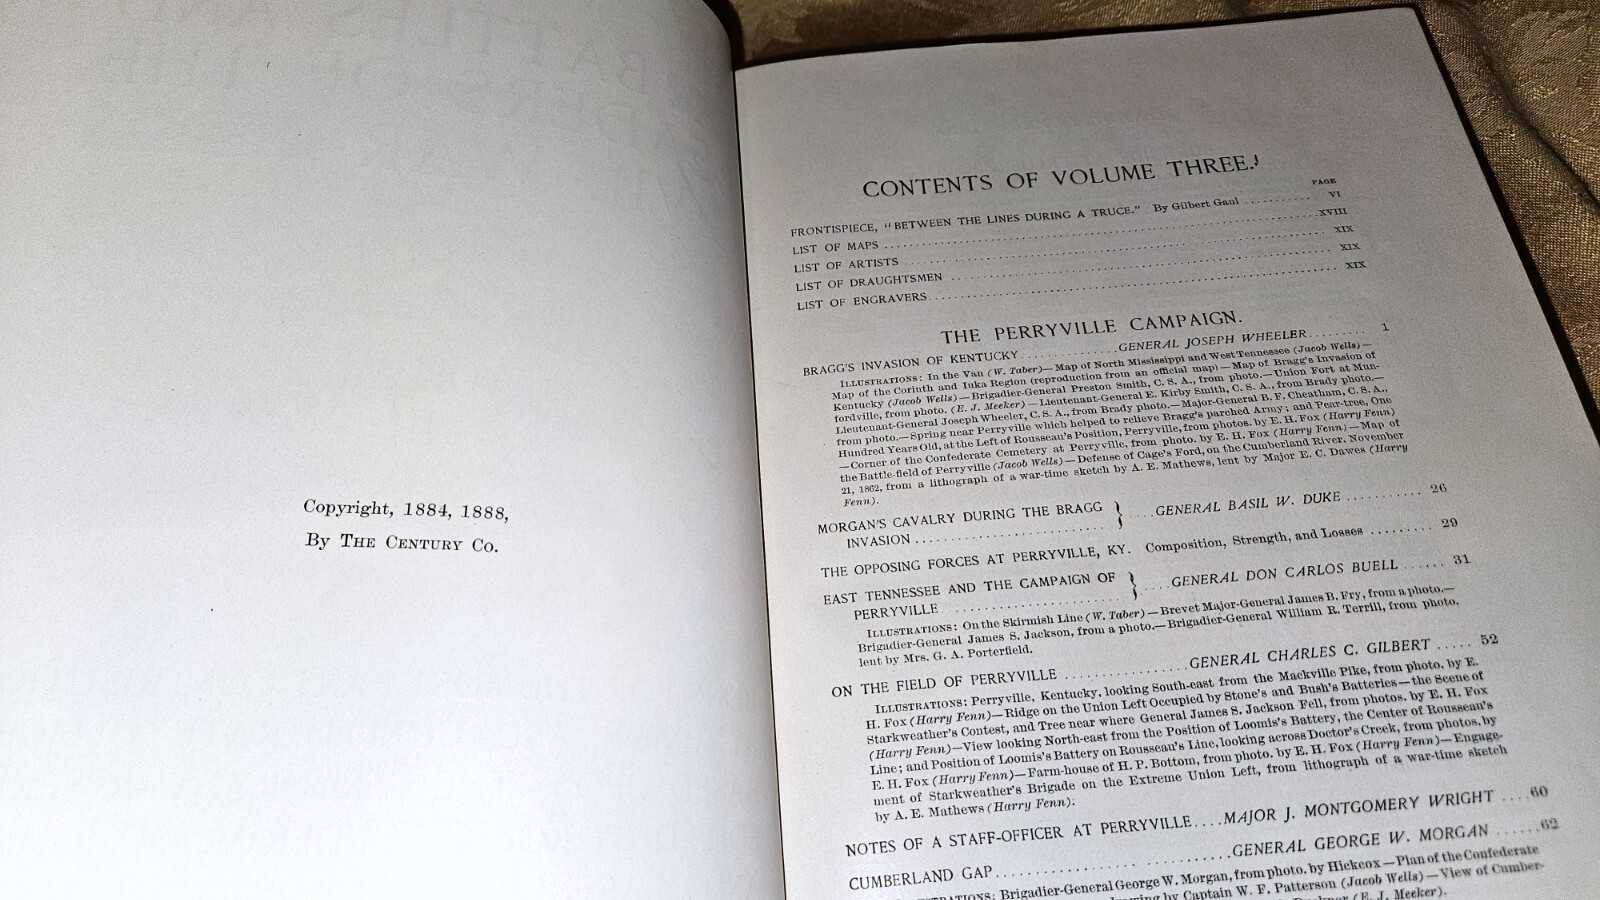 Copyright, 1884, 1888,
By The Century Co.
CONTENTS OF VOLUME THREE.
PAGE
FRONTISPIECE, "BETWEEN THE LINES DURING A TRUCE." By Gilbert Gaul ........... VI
LIST OF MAPS ........................ XVIII
LIST OF ARTISTS ........................ XIX
LIST OF DRAUGHTSMEN ........................ XIX
LIST OF ENGRAVERS ........................ XIX
THE PERRYVILLE CAMPAIGN.
BRAGG'S INVASION OF KENTUCKY ............... GENERAL JOSEPH WHEELER ......... 1
Illustrations: In the Van (W. Taber)—Map of North Mississippi and West Tennessee (Jacob Wells)—
Map of the Corinth and Iuka Region (reproduction from an official map)—Map of Bragg's Invasion of
Kentucky (Jacob Wells)—Brigadier-General Preston Smith, C. S. A., from photo.—Union Fort at Mun-
fordville, from photo. (E. J. Meeker)—Lieutenant-General E. Kirby Smith, C. S. A., from Brady photo.—
Lieutenant-General Joseph Wheeler, C. S. A., from Brady photo.—Major-General B. F. Cheatham, C. S. A.,
from photo.—Spring near Perryville which helped to relieve Bragg's parched Army; and Pear-tree, One
Hundred Years Old, at the Left of Rousseau's Position, Perryville, from photos. by E. H. Fox (Harry Fenn)
—Corner of the Confederate Cemetery at Perryville, from photo. by E. H. Fox (Harry Fenn)—Map of
the Battle-field of Perryville (Jacob Wells)—Defense of Cage's Ford, on the Cumberland River, November
21, 1862, from a lithograph of a war-time sketch by A. E. Mathews, lent by Major E. C. Dawes (Harry
Fenn).
MORGAN'S CAVALRY DURING THE BRAGG } .... GENERAL BASIL W. DUKE ........... 26
INVASION ........................
THE OPPOSING FORCES AT PERRYVILLE, KY. Composition, Strength, and Losses ......... 29
EAST TENNESSEE AND THE CAMPAIGN OF } .... GENERAL DON CARLOS BUELL ...... 31
PERRYVILLE ........................
Illustrations: On the Skirmish Line (W. Taber)—Brevet Major-General James B. Fry, from a photo.—
Brigadier-General James S. Jackson, from a photo.—Brigadier-General William R. Terrill, from photo.
lent by Mrs. G. A. Porterfield.
ON THE FIELD OF PERRYVILLE ................. GENERAL CHARLES C. GILBERT ..... 52
Illustrations: Perryville, Kentucky, looking South-east from the Mackville Pike, from photo. by E.
H. Fox (Harry Fenn)—Ridge on the Union Left Occupied by Stone's and Bush's Batteries—the Scene of
Starkweather's Contest, and Tree near where General James S. Jackson Fell, from photos. by E. H. Fox
(Harry Fenn)—View looking North-east from the Position of Loomis's Battery, the Center of Rousseau's
Line; and Position of Loomis's Battery on Rousseau's Line, looking across Doctor's Creek, from photos, by
E. H. Fox (Harry Fenn)—Farm-house of H. P. Bottom, from photo. by E. H. Fox (Harry Fenn)—Engage-
ment of Starkweather's Brigade on the Extreme Union Left, from lithograph of a war-time sketch
by A. E. Mathews (Harry Fenn).
NOTES OF A STAFF-OFFICER AT PERRYVILLE .... MAJOR J. MONTGOMERY WRIGHT .... 60
CUMBERLAND GAP ........................ GENERAL GEORGE W. MORGAN ...... 62
Illustrations: Brigadier-General George W. Morgan, from photo. by Hickcox—Plan of the Confederate
by Captain W. F. Patterson (Jacob Wells)—View of Cumber-
(E. J. Meeker).